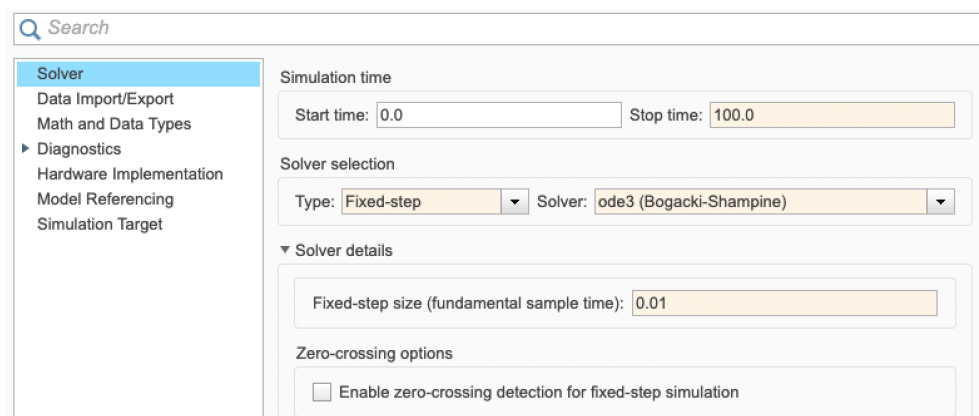 Search
Solver
Data Import/Export
Math and Data Types
Diagnostics
Hardware Implementation
Model Referencing
Simulation Target
Simulation time
Start time: 0.0 Stop time: 100.0
Solver selection
Type: Fixed-step Solver: ode3 (Bogacki-Shampine)
Solver details
Fixed-step size (fundamental sample time): 0.01
Zero-crossing options
Enable zero-crossing detection for fixed-step simulation